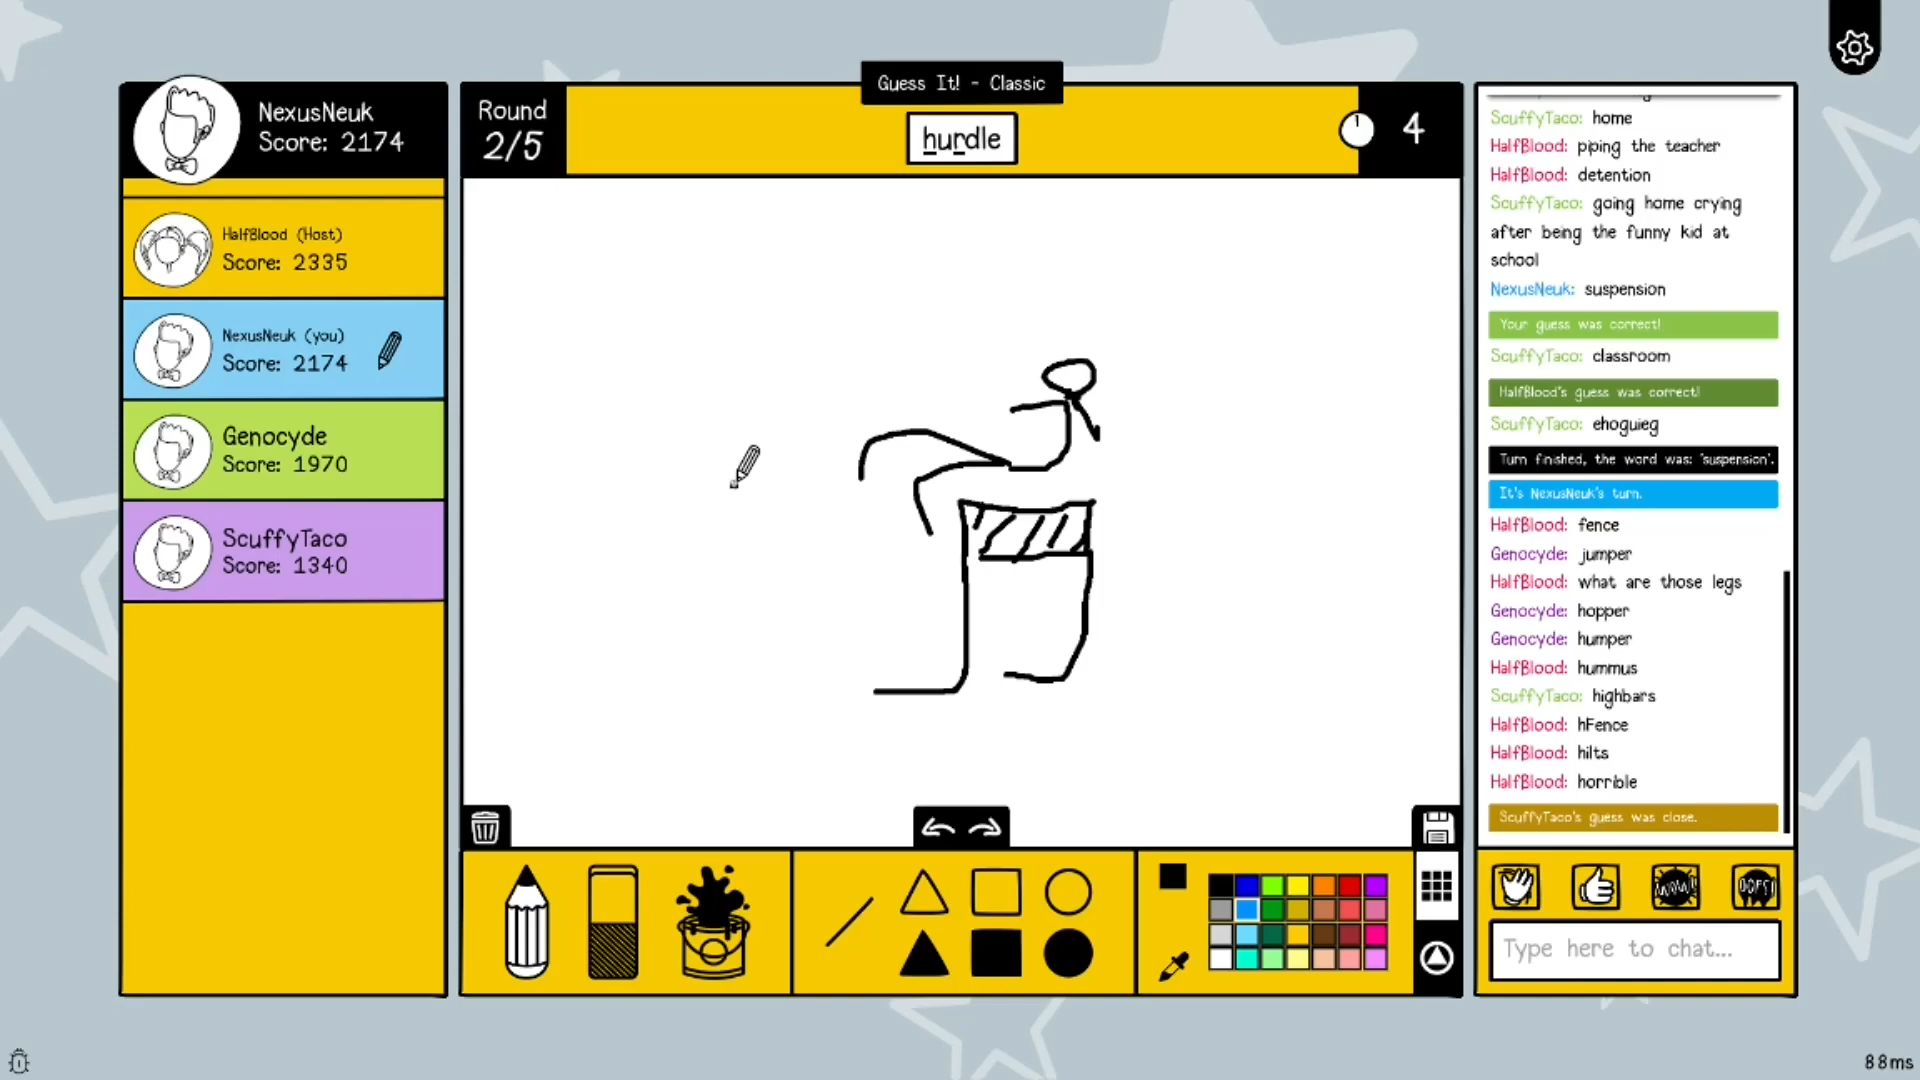 Guess It! - Classic
NexusNeuk
Score: 2174
Round
2/5
hurdle
4
HalfBlood (Host)
Score: 2335
NexusNeuk (you)
Score: 2174
Genocyde
Score: 1970
ScuffyTaco
Score: 1340
ScuffyTaco: home
HalfBlood: piping the teacher
HalfBlood: detention
ScuffyTaco: going home crying
after being the funny kid at
school
NexusNeuk: suspension
Your guess was correct!
ScuffyTaco: classroom
HalfBlood's guess was correct!
ScuffyTaco: ehoguieg
Turn finished, the word was: 'suspension'.
It's NexusNeuk's turn.
HalfBlood: fence
Genocyde: jumper
HalfBlood: what are those legs
Genocyde: hopper
Genocyde: humper
HalfBlood: hummus
ScuffyTaco: highbars
HalfBlood: hFence
HalfBlood: hilts
HalfBlood: horrible
ScuffyTaco's guess was close.
WOW!
OOPS!
Type here to chat...
88ms